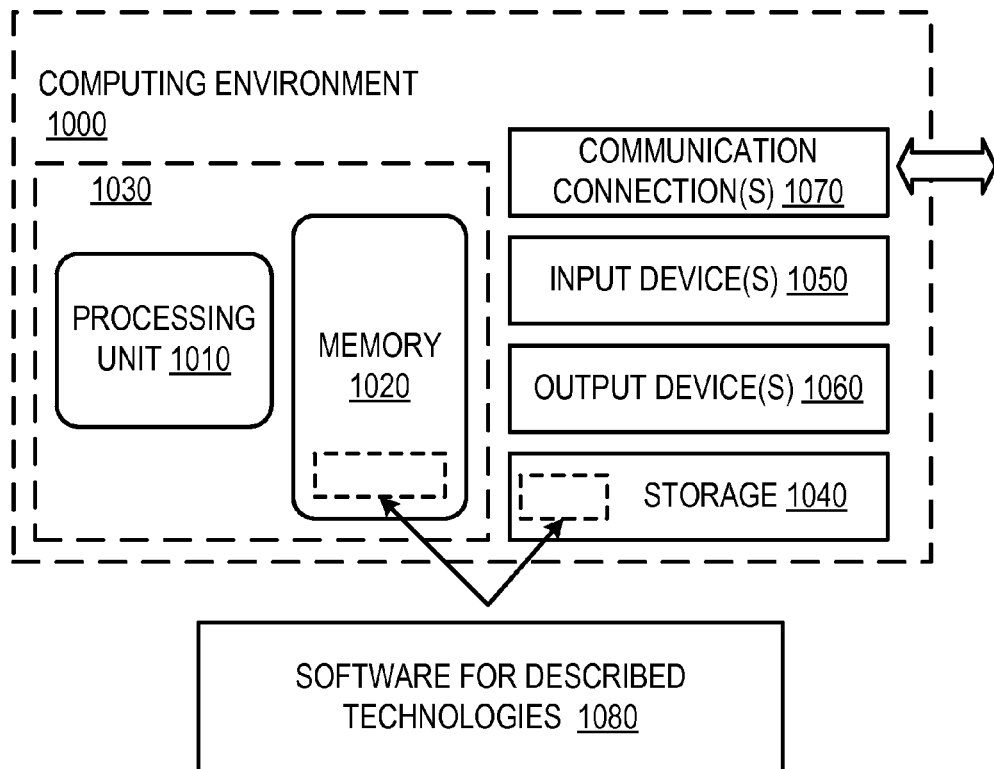 COMPUTING ENVIRONMENT
1000
1030
PROCESSING
UNIT 1010
MEMORY
1020
COMMUNICATION
CONNECTION(S) 1070
INPUT DEVICE(S) 1050
OUTPUT DEVICE(S) 1060
STORAGE 1040
SOFTWARE FOR DESCRIBED
TECHNOLOGIES 1080